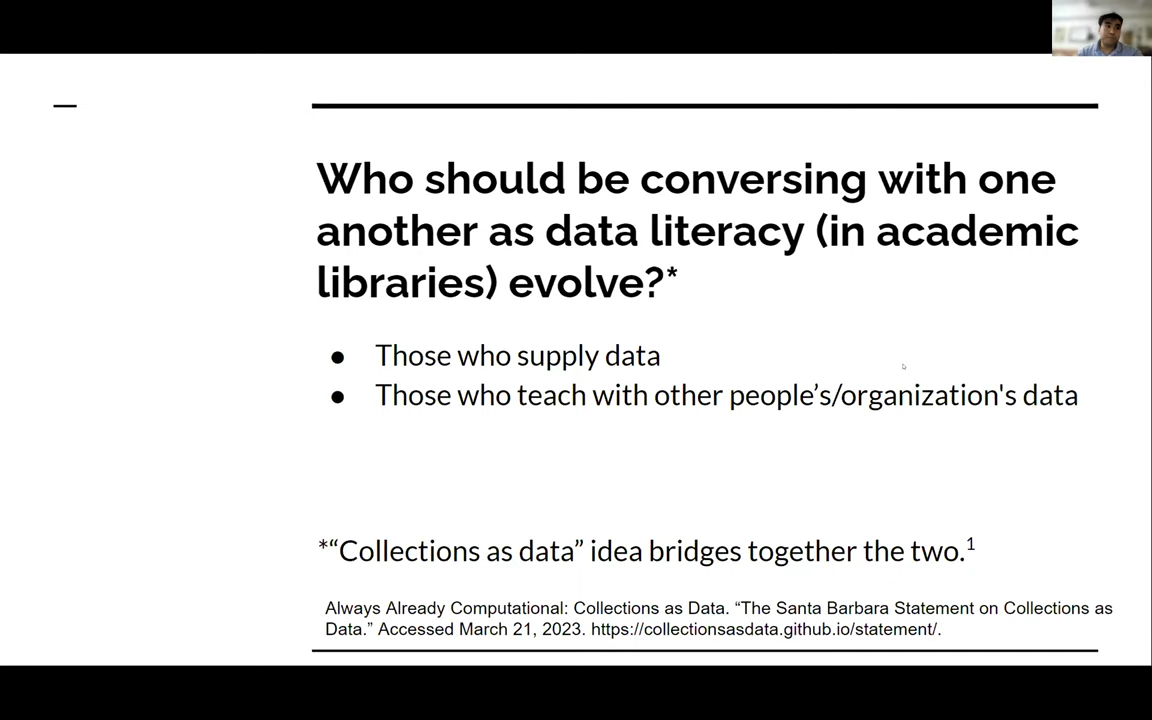 Who should be conversing with one
another as data literacy (in academic
libraries) evolve?*
● Those who supply data
● Those who teach with other people’s/organization's data
*“Collections as data” idea bridges together the two.¹
Always Already Computational: Collections as Data. “The Santa Barbara Statement on Collections as
Data.” Accessed March 21, 2023. https://collectionsasdata.github.io/statement/.